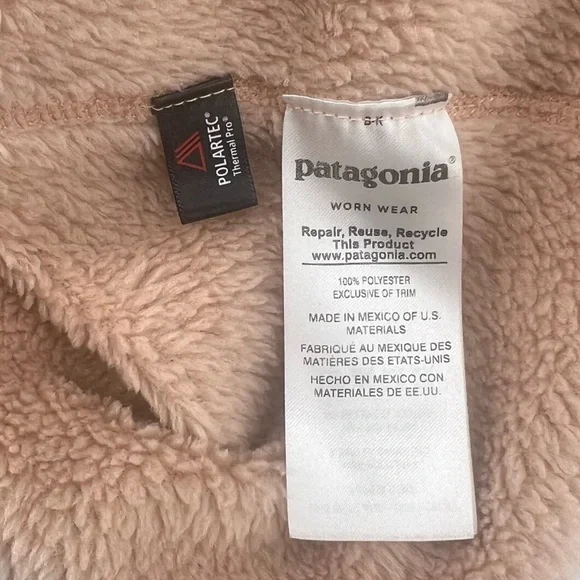 POLARTEC®
Thermal Pro®
B-K
patagonia®
WORN WEAR
Repair, Reuse, Recycle
This Product
www.patagonia.com
100% POLYESTER
EXCLUSIVE OF TRIM
MADE IN MEXICO OF U.S.
MATERIALS
FABRIQUÉ AU MEXIQUE DES
MATIÈRES DES ETATS-UNIS
HECHO EN MEXICO CON
MATERIALES DE EE.UU.